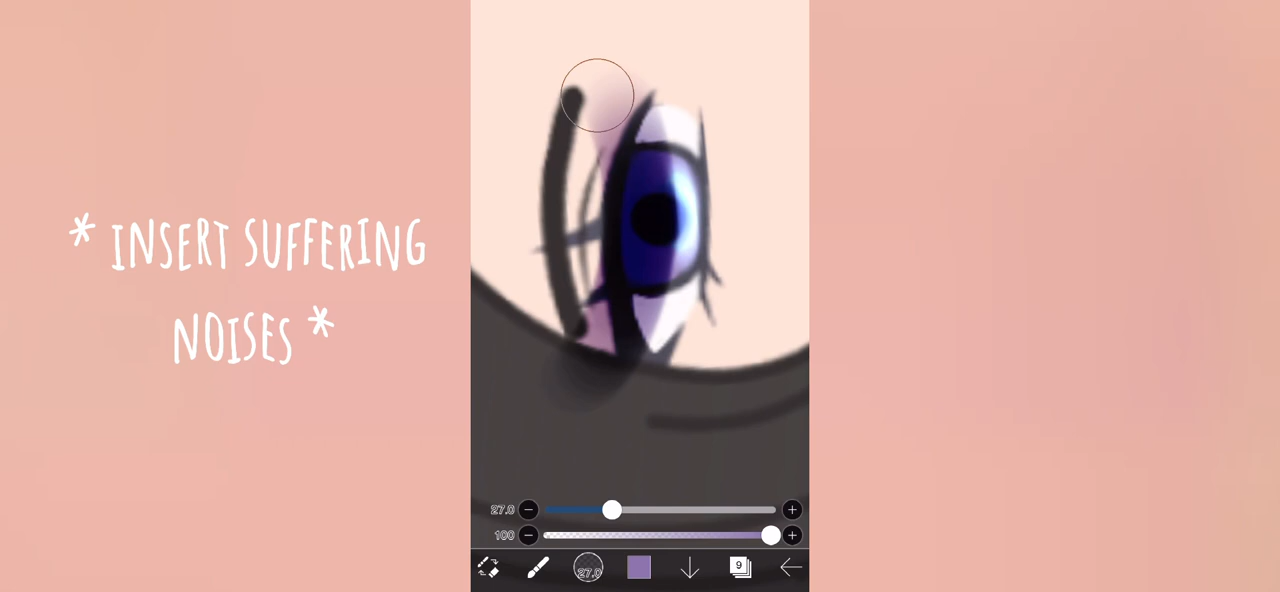 * INSERT SUFFERING
NOISES *
27.0
100
27.0
9